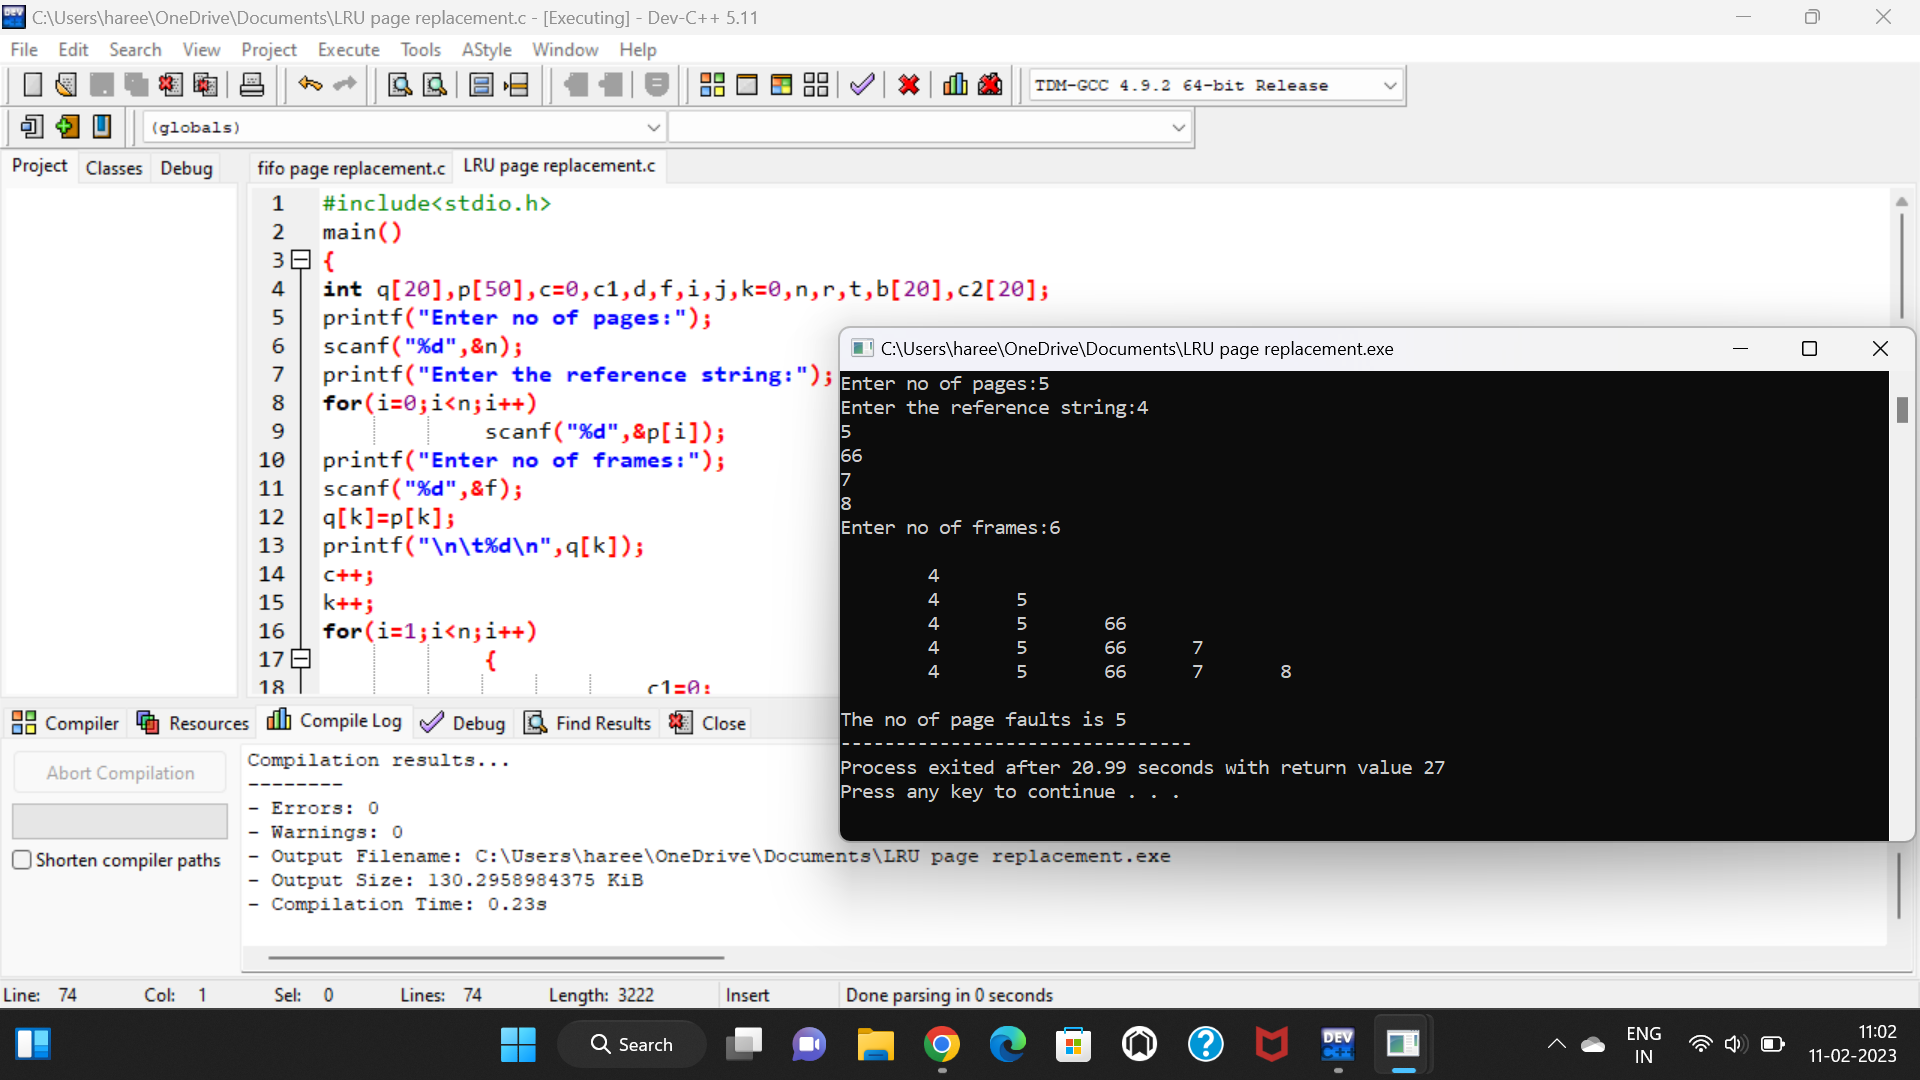 C:\Users\haree\OneDrive\Documents\LRU page replacement.c - [Executing] - Dev-C++ 5.11
File Edit Search View Project Execute Tools AStyle Window Help
TDM-GCC 4.9.2 64-bit Release
(globals)
Project Classes Debug
fifo page replacement.c LRU page replacement.c
1 #include<stdio.h>
2 main()
3 {
4 int q[20],p[50],c=0,c1,d,f,i,j,k=0,n,r,t,b[20],c2[20];
5 printf("Enter no of pages:");
6 scanf("%d",&n);
7 printf("Enter the reference string:");
8 for(i=0;i<n;i++)
9 scanf("%d",&p[i]);
10 printf("Enter no of frames:");
11 scanf("%d",&f);
12 q[k]=p[k];
13 printf("\n\t%d\n",q[k]);
14 c++;
15 k++;
16 for(i=1;i<n;i++)
17 {
18 c1=0;
C:\Users\haree\OneDrive\Documents\LRU page replacement.exe
Enter no of pages:5
Enter the reference string:4
5
66
7
8
Enter no of frames:6
4
4 5
4 5 66
4 5 66 7
4 5 66 7 8
The no of page faults is 5
--------------------------------
Process exited after 20.99 seconds with return value 27
Press any key to continue . . .
Compiler Resources Compile Log Debug Find Results Close
Abort Compilation
Shorten compiler paths
Compilation results...
--------
- Errors: 0
- Warnings: 0
- Output Filename: C:\Users\haree\OneDrive\Documents\LRU page replacement.exe
- Output Size: 130.2958984375 KiB
- Compilation Time: 0.23s
Line: 74 Col: 1 Sel: 0 Lines: 74 Length: 3222 Insert Done parsing in 0 seconds
Search
DEV
C++
ENG
IN
11:02
11-02-2023